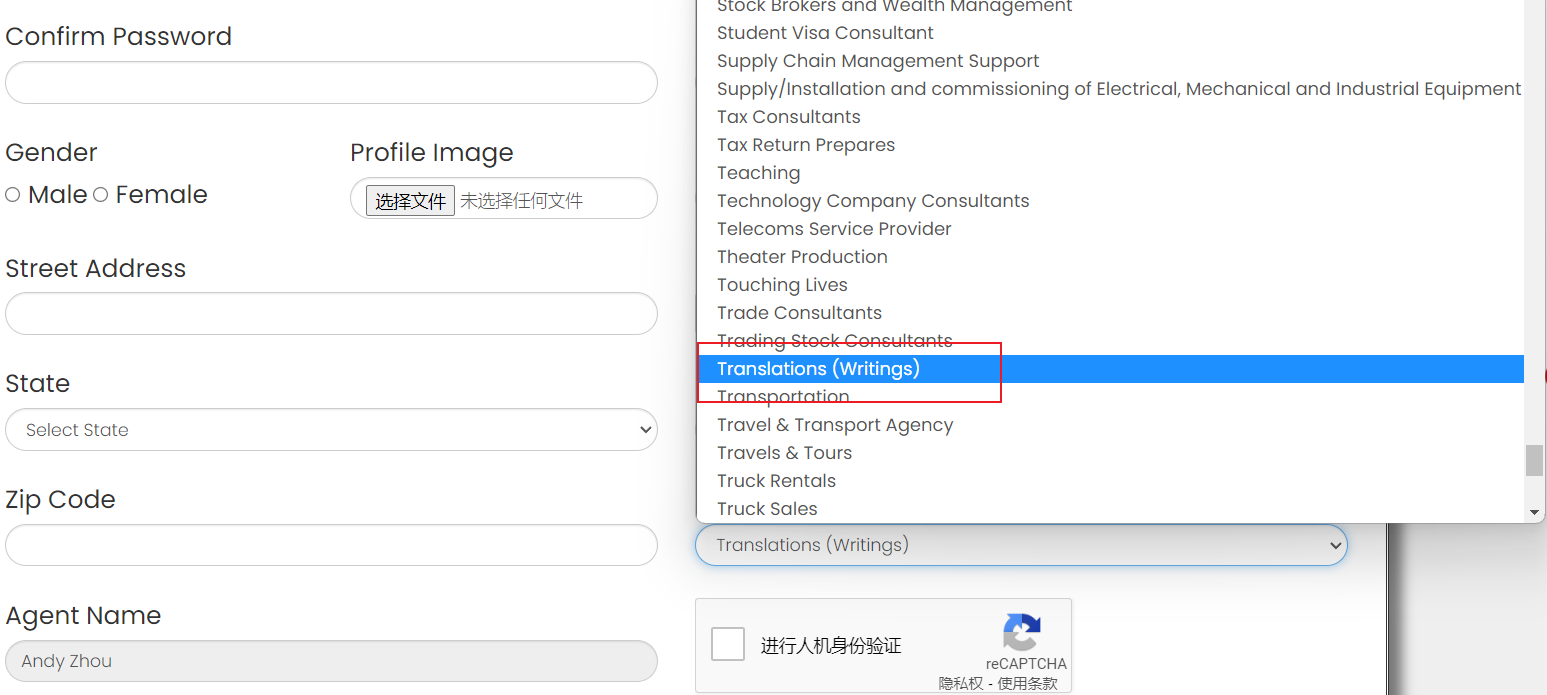 Confirm Password
Gender
Male
Female
Profile Image
选择文件 未选择任何文件
Street Address
State
Select State
Zip Code
Agent Name
Andy Zhou
Stock Brokers and Wealth Management
Student Visa Consultant
Supply Chain Management Support
Supply/Installation and commissioning of Electrical, Mechanical and Industrial Equipment
Tax Consultants
Tax Return Prepares
Teaching
Technology Company Consultants
Telecoms Service Provider
Theater Production
Touching Lives
Trade Consultants
Trading Stock Consultants
Translations (Writings)
Transportation
Travel & Transport Agency
Travels & Tours
Truck Rentals
Truck Sales
Translations (Writings)
进行人机身份验证
reCAPTCHA
隐私权 - 使用条款